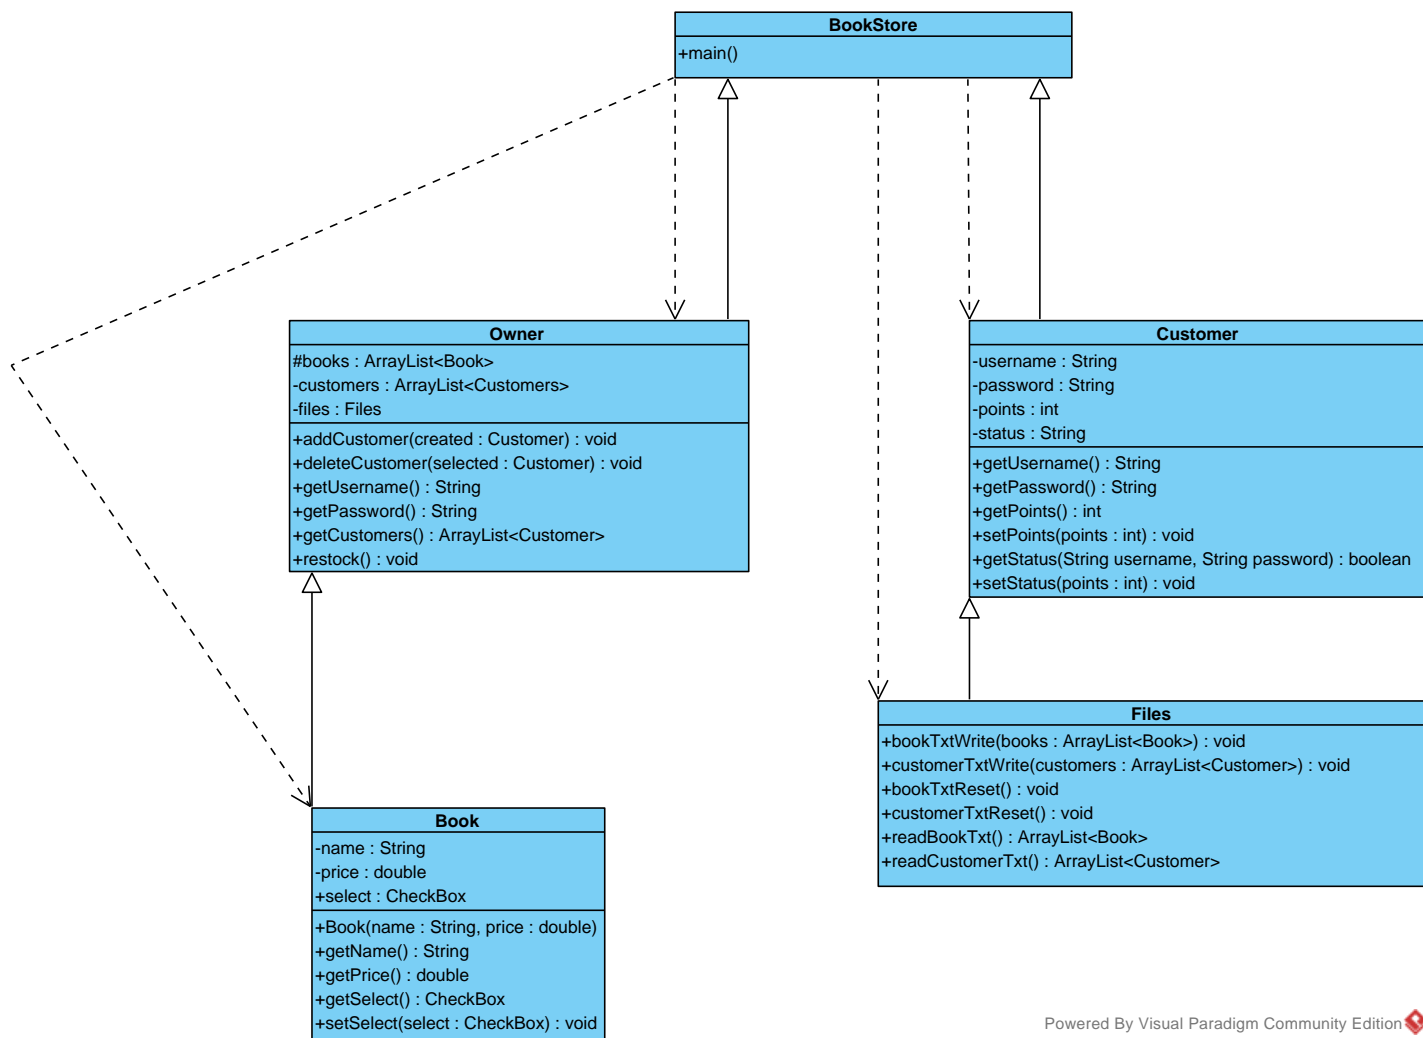 BookStore
+main()
Owner
#books : ArrayList<Book>
-customers : ArrayList<Customers>
-files : Files
+addCustomer(created : Customer) : void
+deleteCustomer(selected : Customer) : void
+getUsername() : String
+getPassword() : String
+getCustomers() : ArrayList<Customer>
+restock() : void
Customer
-username : String
-password : String
-points : int
-status : String
+getUsername() : String
+getPassword() : String
+getPoints() : int
+setPoints(points : int) : void
+getStatus(String username, String password) : boolean
+setStatus(points : int) : void
Files
+bookTxtWrite(books : ArrayList<Book>) : void
+customerTxtWrite(customers : ArrayList<Customer>) : void
+bookTxtReset() : void
+customerTxtReset() : void
+readBookTxt() : ArrayList<Book>
+readCustomerTxt() : ArrayList<Customer>
Book
-name : String
-price : double
+select : CheckBox
+Book(name : String, price : double)
+getName() : String
+getPrice() : double
+getSelect() : CheckBox
+setSelect(select : CheckBox) : void
Powered By Visual Paradigm Community Edition